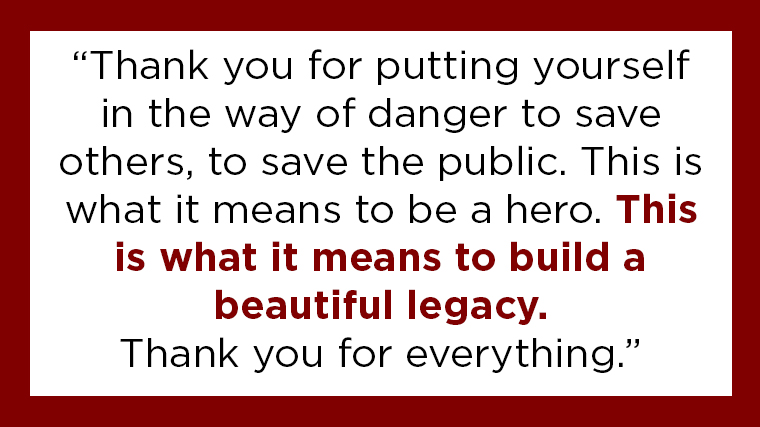 “Thank you for putting yourself
in the way of danger to save
others, to save the public. This is
what it means to be a hero. This
is what it means to build a
beautiful legacy.
Thank you for everything.”